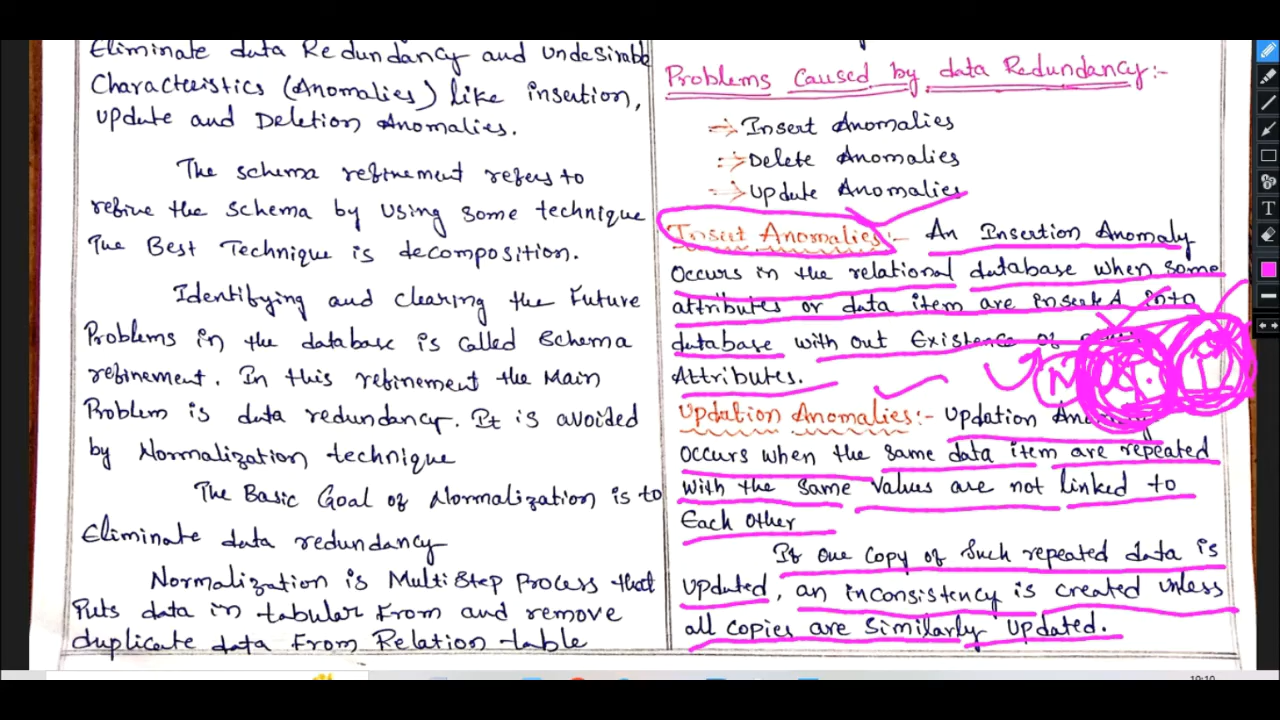 Eliminate data Redundancy and undesirable
Characteristics (Anomalies) like insertion,
update and Deletion Anomalies.
The schema refinement refers to
refine the schema by using some technique
The Best Technique is decomposition.
Identifying and clearing the Future
Problems in the database is called Schema
refinement. In this refinement the Main
Problem is data redundancy. It is avoided
by Normalization technique
The Basic Goal of Normalization is to
Eliminate data redundancy
Normalization is MultiStep Process that
Puts data in tabular From and remove
duplicate data From Relation table
Problems Caused by data Redundancy:-
Insert Anomalies
Delete Anomalies
Update Anomalies
Insert Anomalies:- An Insertion Anomaly
Occurs in the relational database when some
attributes or data item are inserted into
database with out Existence of
Attributes.
Updation Anomalies:- Updation Anomaly
occurs when the same data item are repeated
with the same values are not linked to
Each other
If one copy of such repeated data is
updated, an inconsistency is created unless
all copies are similarly updated.
T